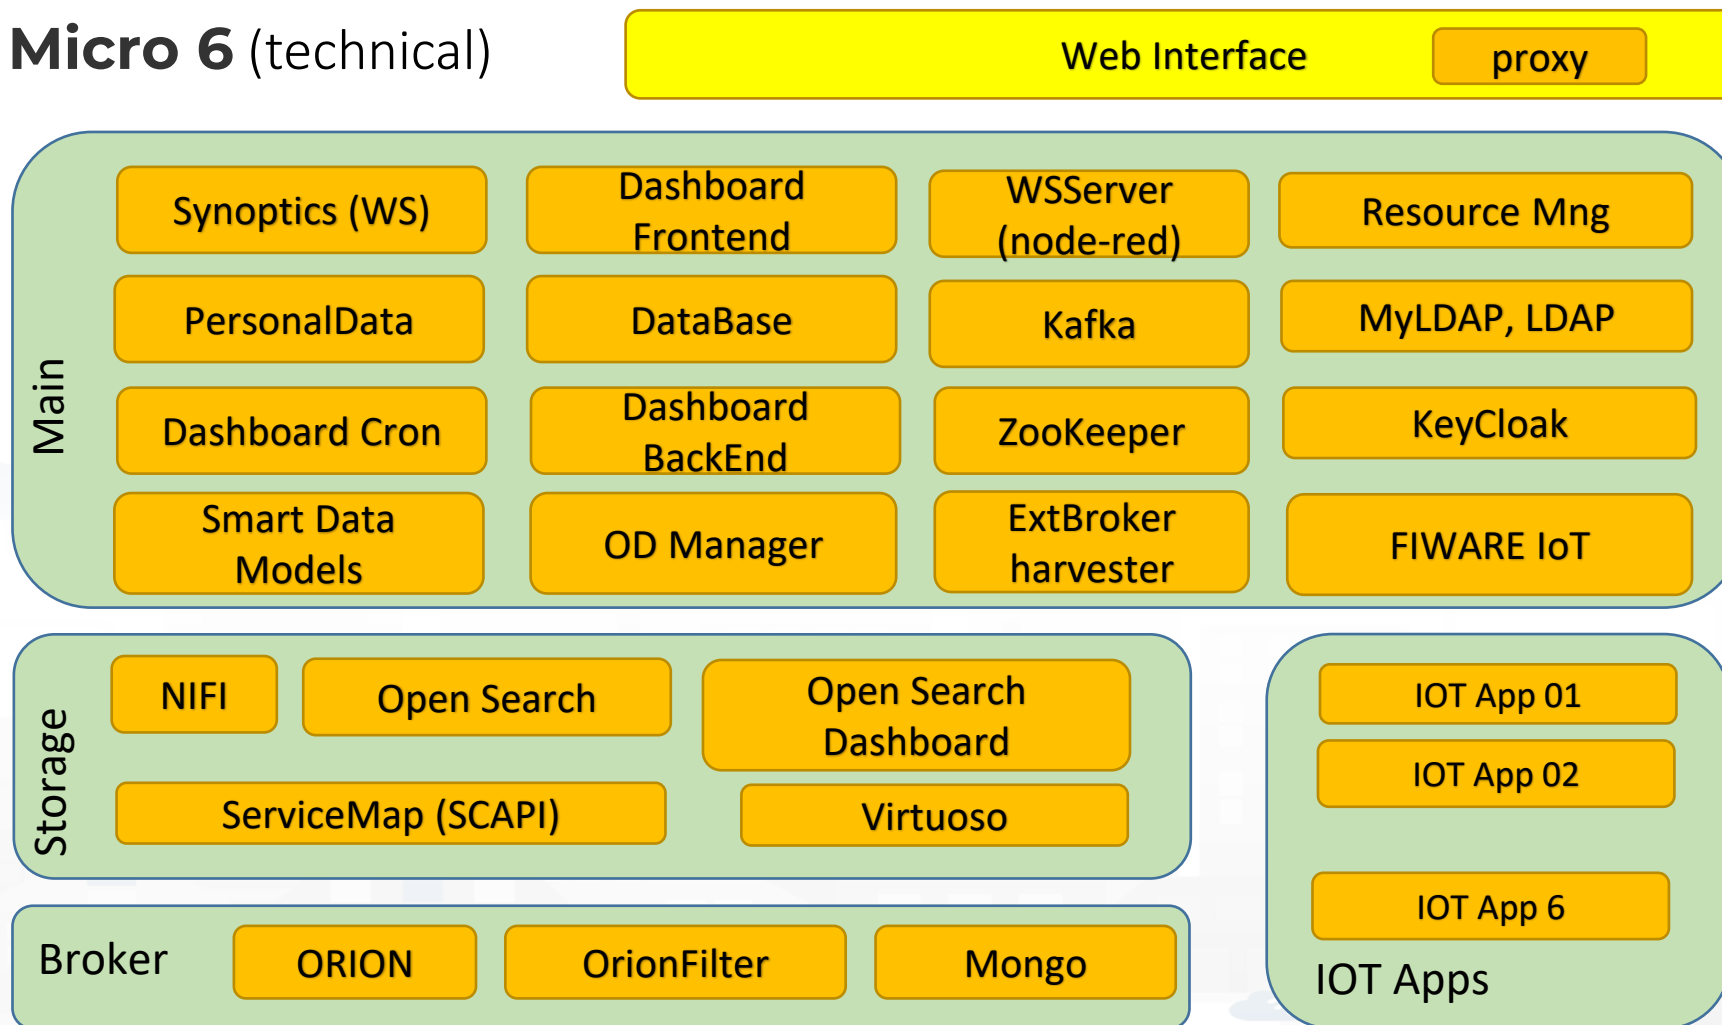 Micro 6 (technical)
Web Interface
proxy
Main
Synoptics (WS)
Dashboard
Frontend
WSServer
(node-red)
Resource Mng
PersonalData
DataBase
Kafka
MyLDAP, LDAP
Dashboard Cron
Dashboard
BackEnd
ZooKeeper
KeyCloak
Smart Data
Models
OD Manager
ExtBroker
harvester
FIWARE IoT
Storage
NIFI
Open Search
Open Search
Dashboard
ServiceMap (SCAPI)
Virtuoso
Broker
ORION
OrionFilter
Mongo
IOT App 01
IOT App 02
IOT App 6
IOT Apps